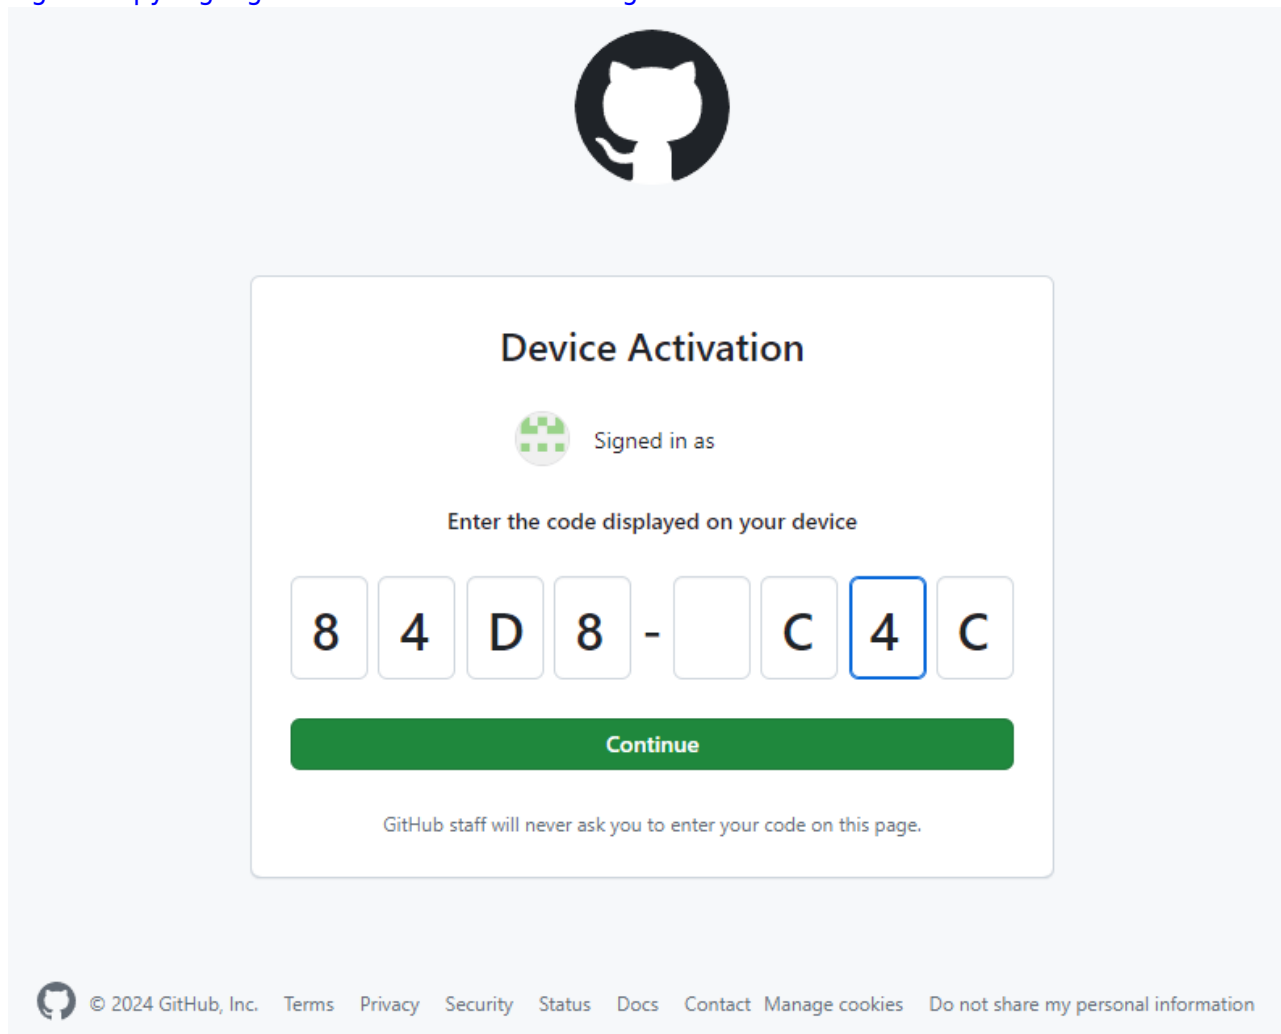 Device Activation
Signed in as
Enter the code displayed on your device
8 4 D 8 - C 4 C
Continue
GitHub staff will never ask you to enter your code on this page.
© 2024 GitHub, Inc. Terms Privacy Security Status Docs Contact Manage cookies Do not share my personal information